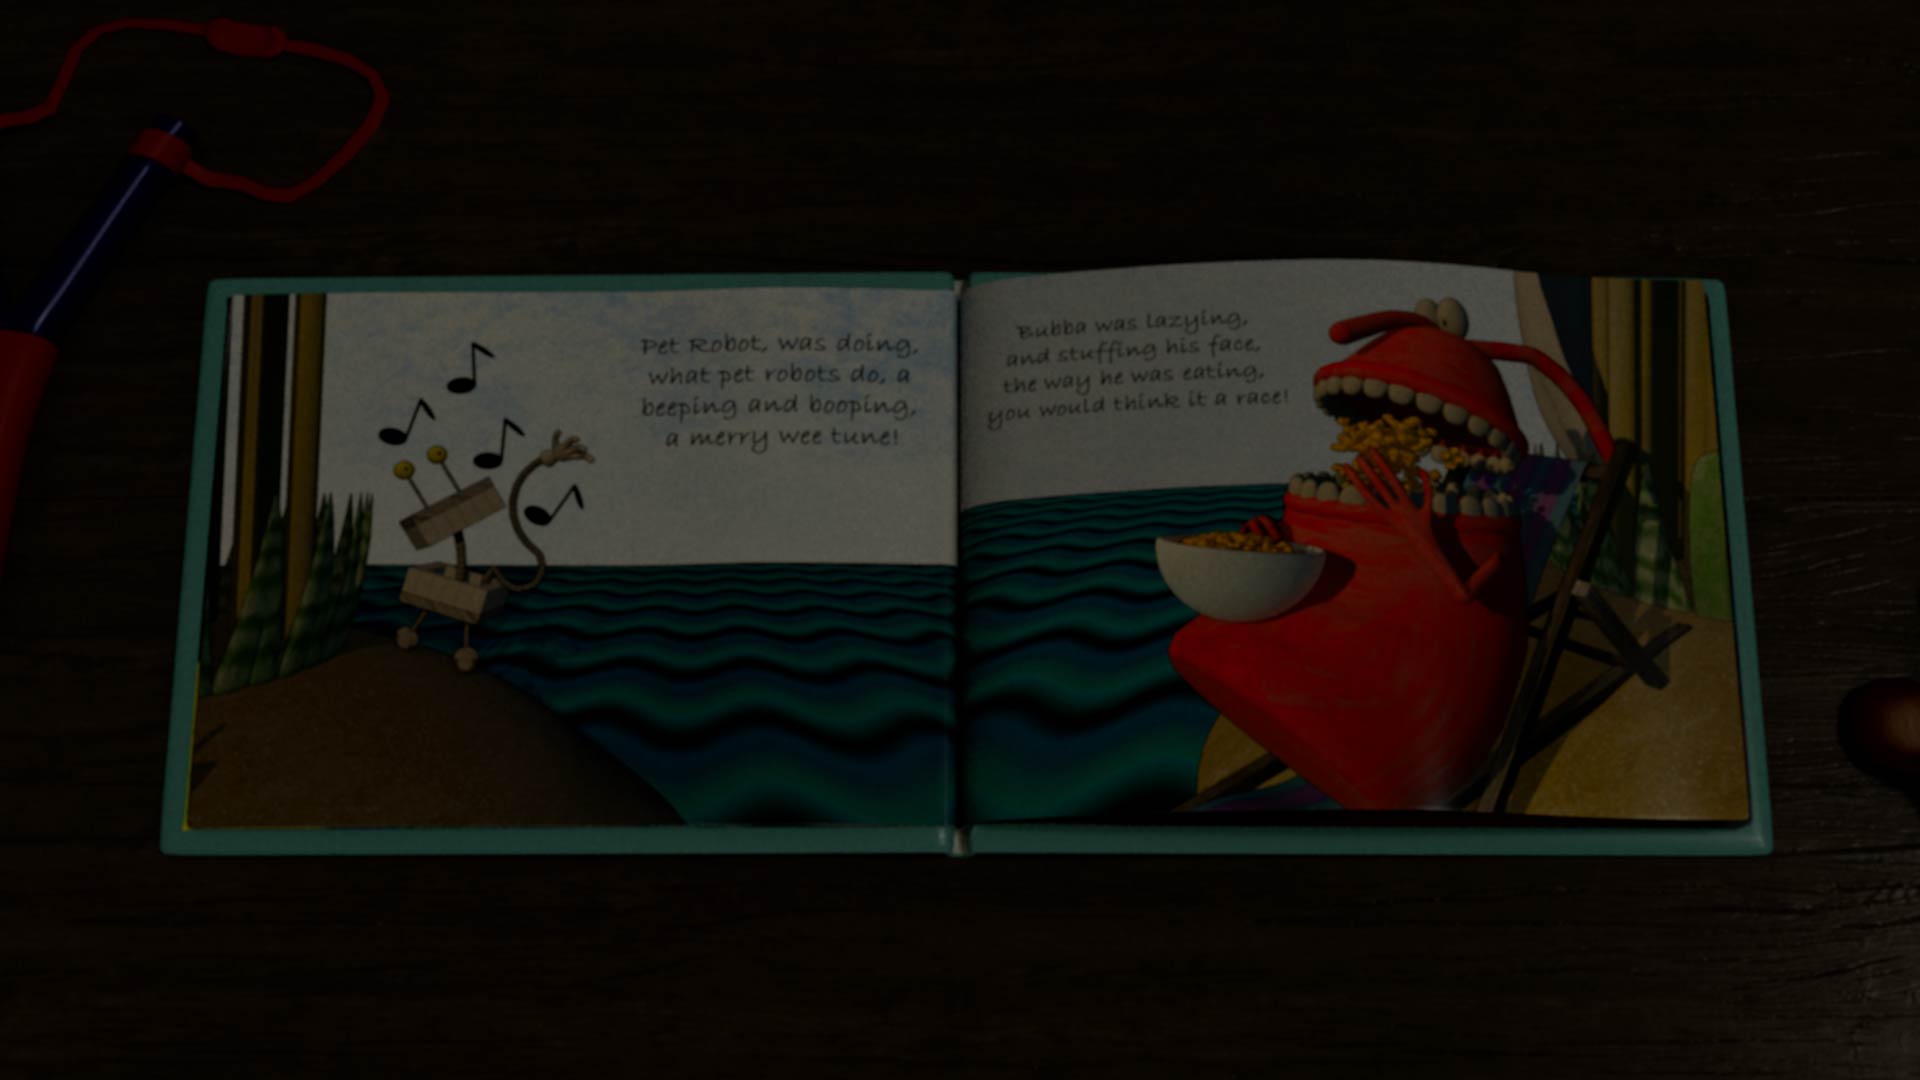 Pet Robot, was doing,
what pet robots do, a
beeping and booping,
a merry wee tune!
Bubba was lazying,
and stuffing his face,
the way he was eating,
you would think it a race!